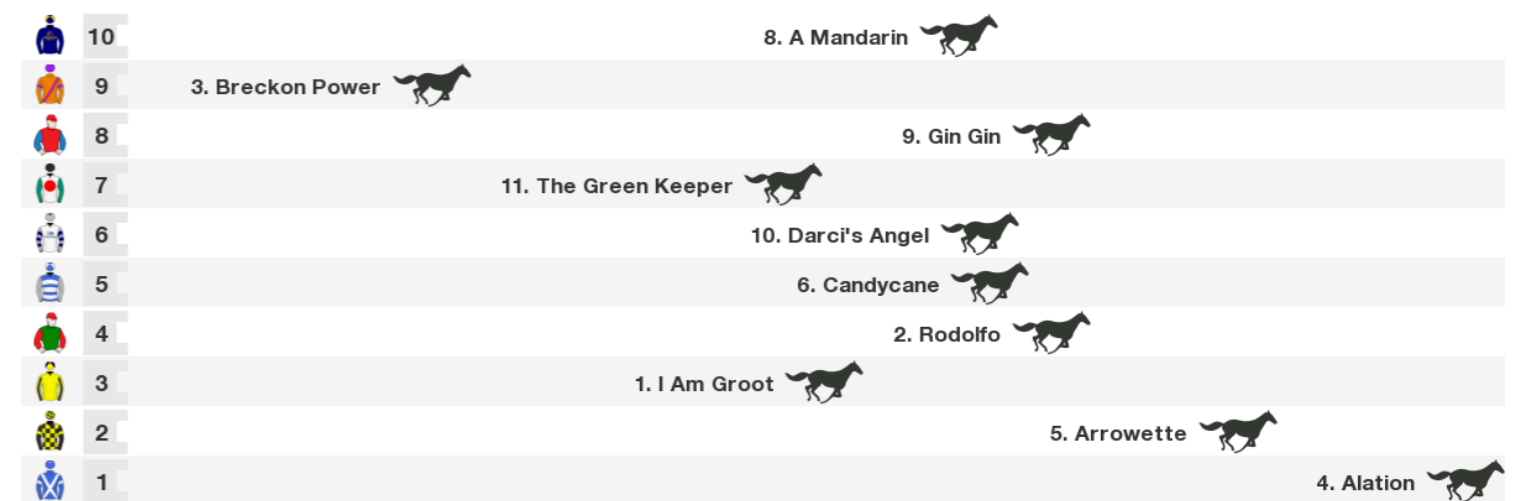 10 8. A Mandarin
9 3. Breckon Power
8 9. Gin Gin
7 11. The Green Keeper
6 10. Darci's Angel
5 6. Candycane
4 2. Rodolfo
3 1. I Am Groot
2 5. Arrowette
1 4. Alation